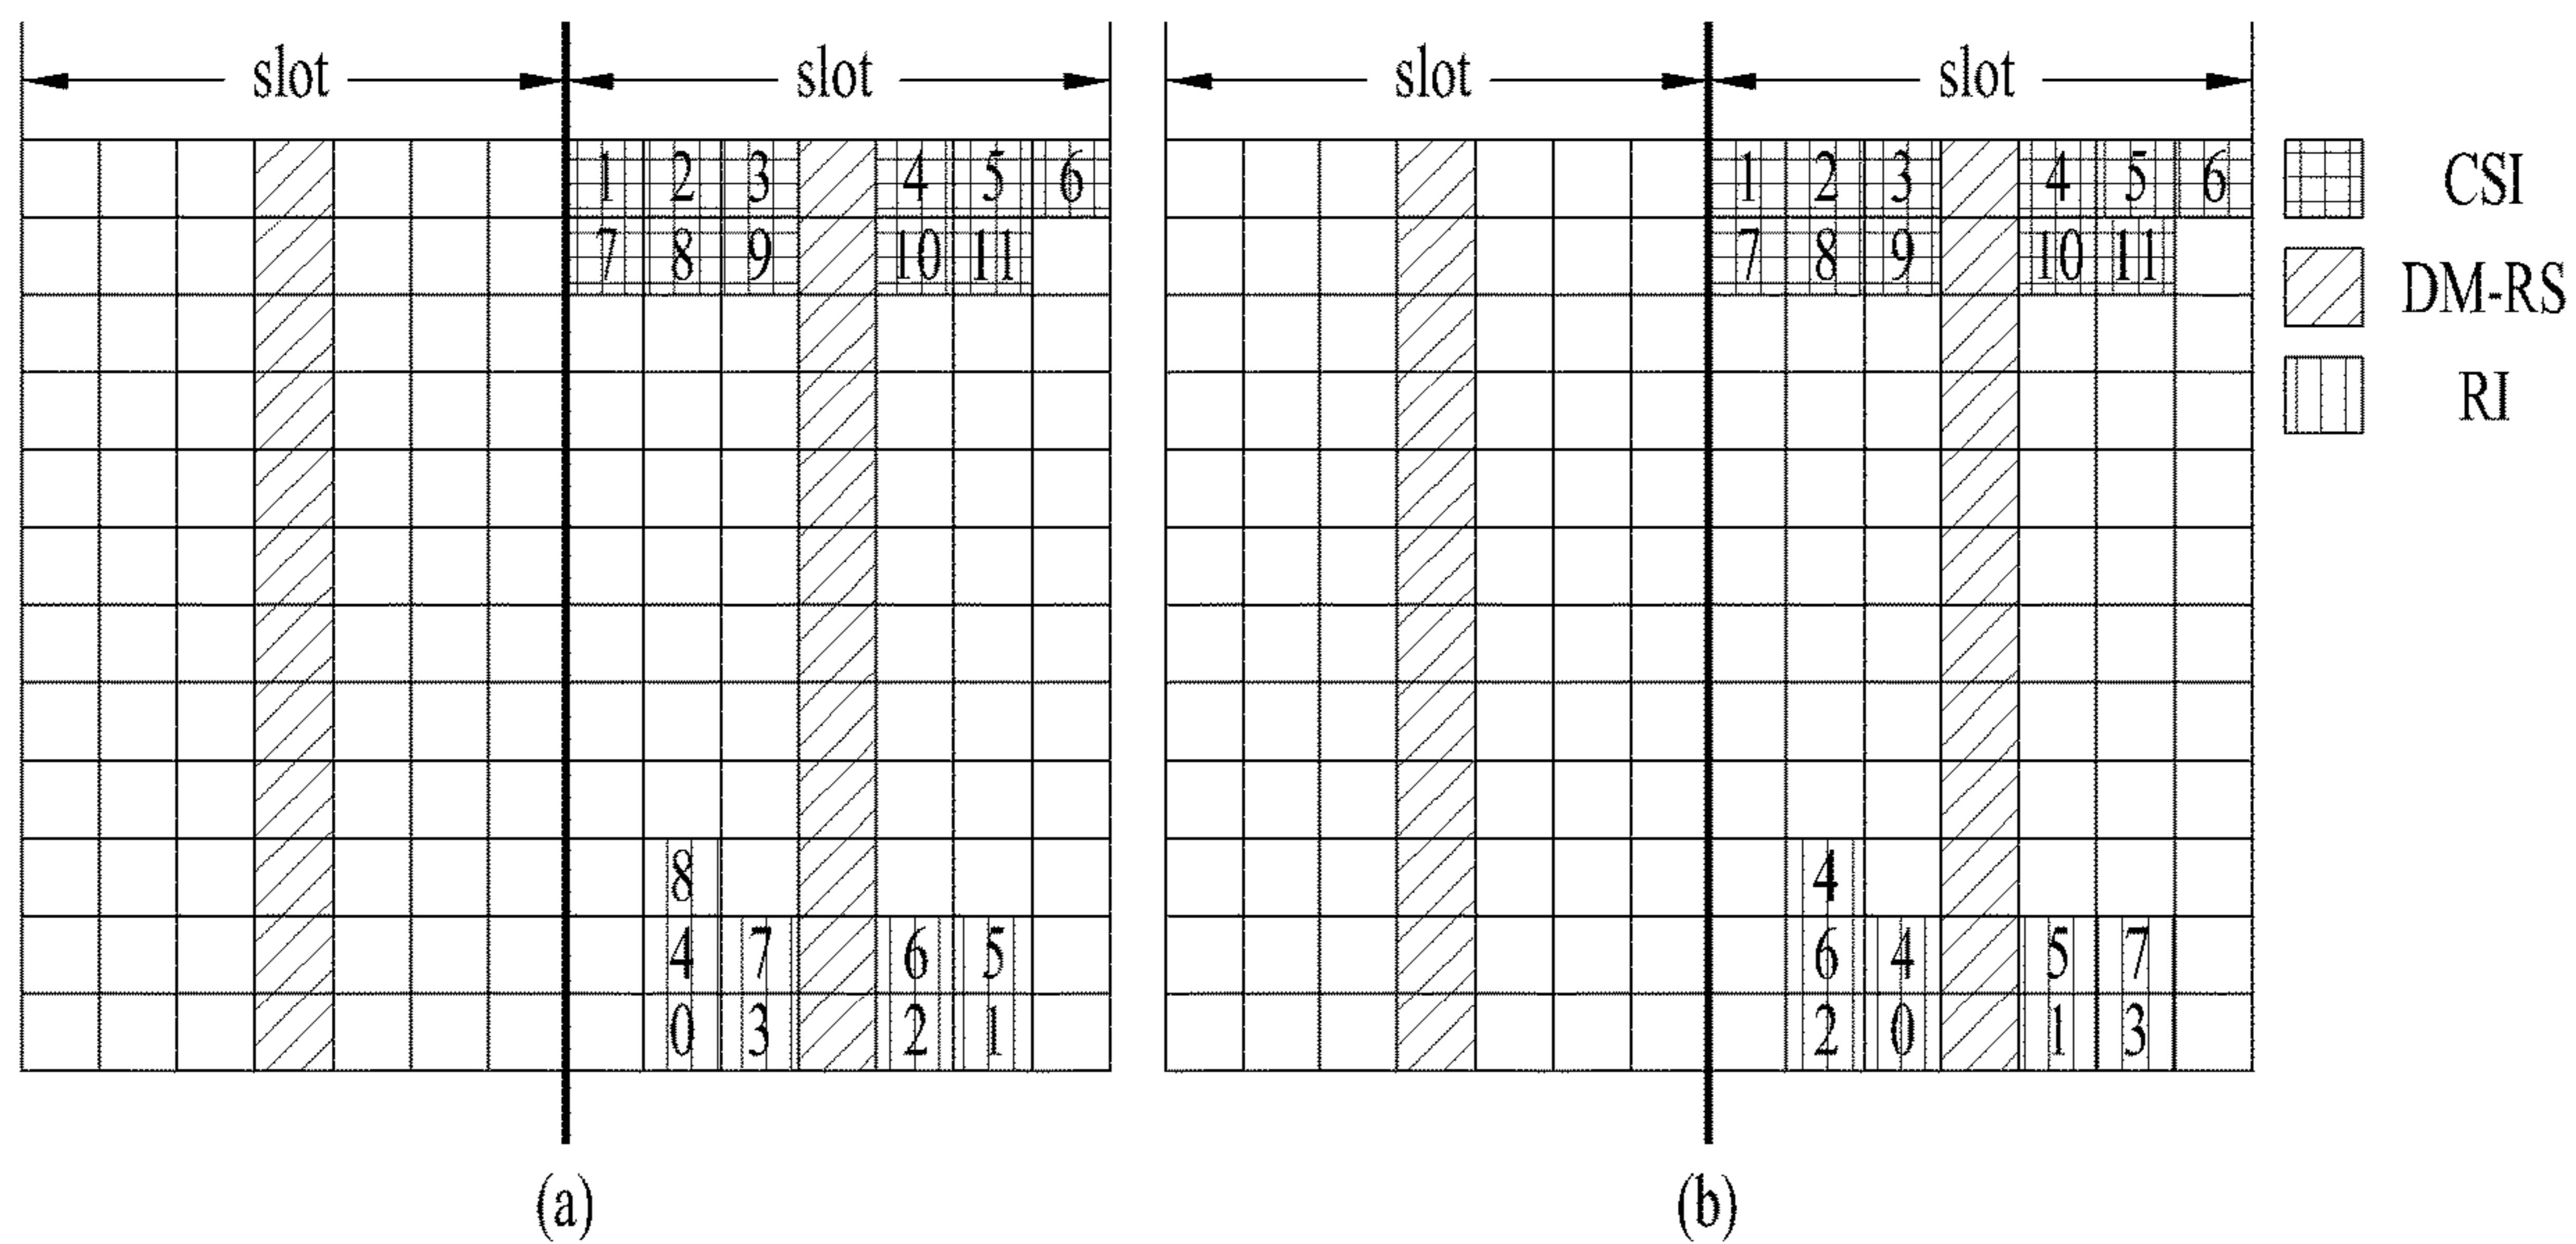 slot slot slot slot
1 2 3 4 5 6 1 2 3 4 5 6 CSI
7 8 9 10 11 7 8 9 10 11
DM-RS
RI
8 4
4 7 6 5 6 4 5 7
0 3 2 1 2 0 1 3
(a) (b)